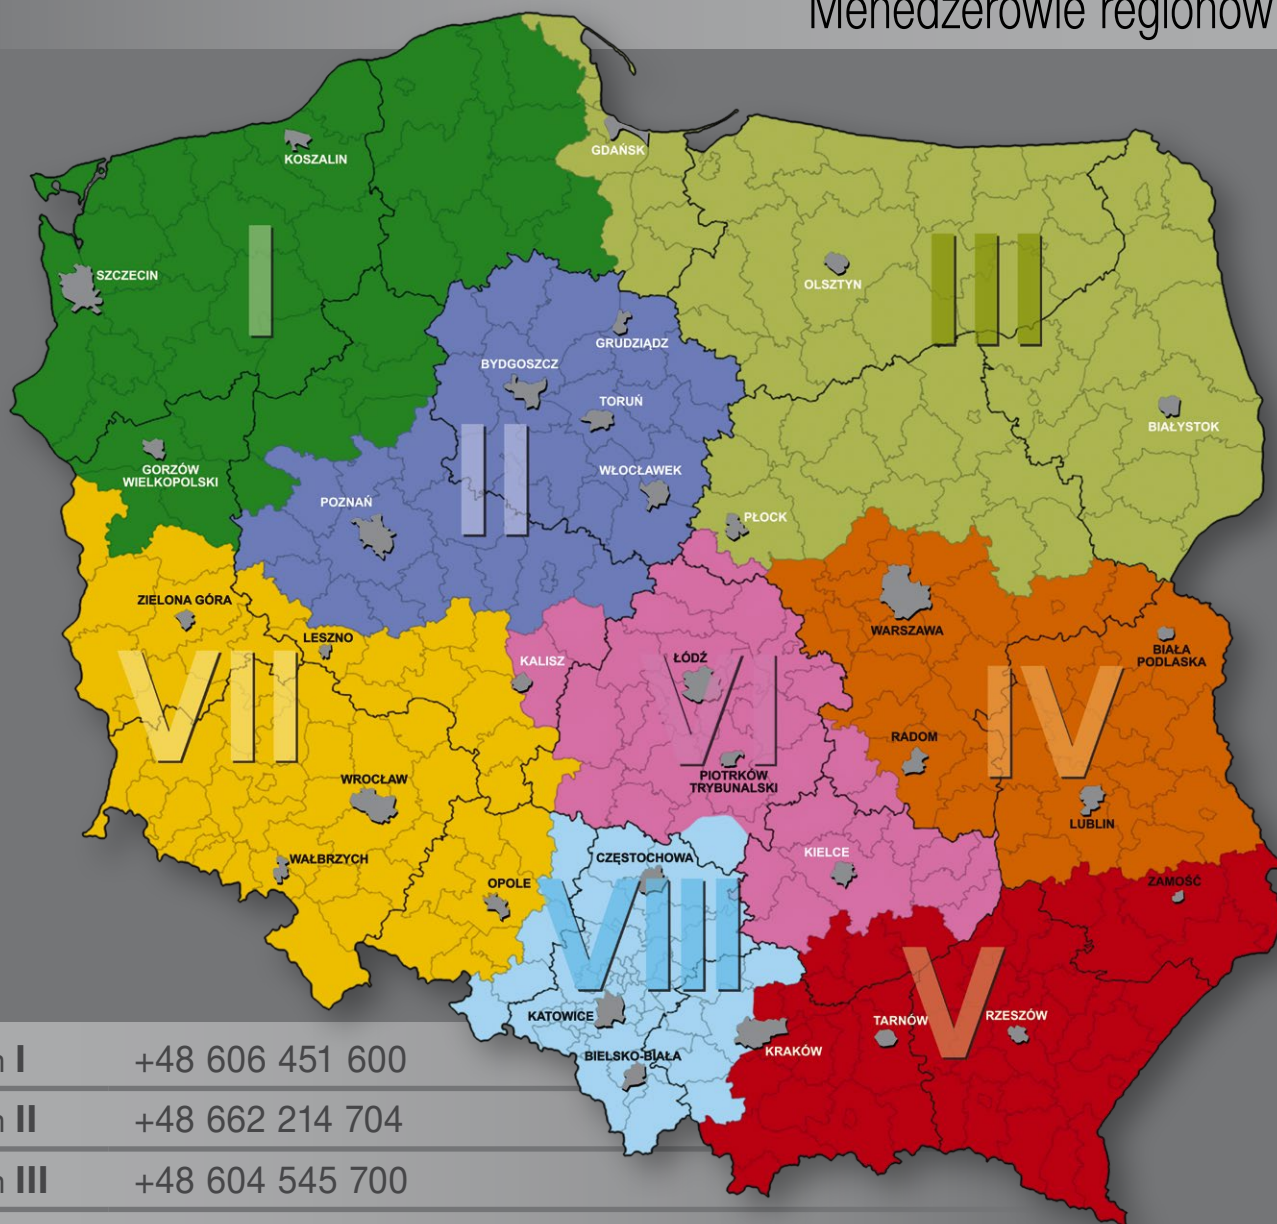 Menedżerowie regionów
KOSZALIN
GDAŃSK
I
III
SZCZECIN
OLSZTYN
GRUDZIĄDZ
BYDGOSZCZ
TORUŃ
BIAŁYSTOK
II
WŁOCŁAWEK
GORZÓW
WIELKOPOLSKI
POZNAŃ
PŁOCK
ZIELONA GÓRA
LESZNO
WARSZAWA
BIAŁA
PODLASKA
KALISZ
ŁÓDŹ
VII
VI
IV
RADOM
PIOTRKÓW
TRYBUNALSKI
WROCŁAW
LUBLIN
WAŁBRZYCH
CZĘSTOCHOWA
KIELCE
OPOLE
ZAMOŚĆ
VIII
V
KATOWICE
TARNÓW
RZESZÓW
KRAKÓW
BIELSKO-BIAŁA
I +48 606 451 600
II +48 662 214 704
III +48 604 545 700